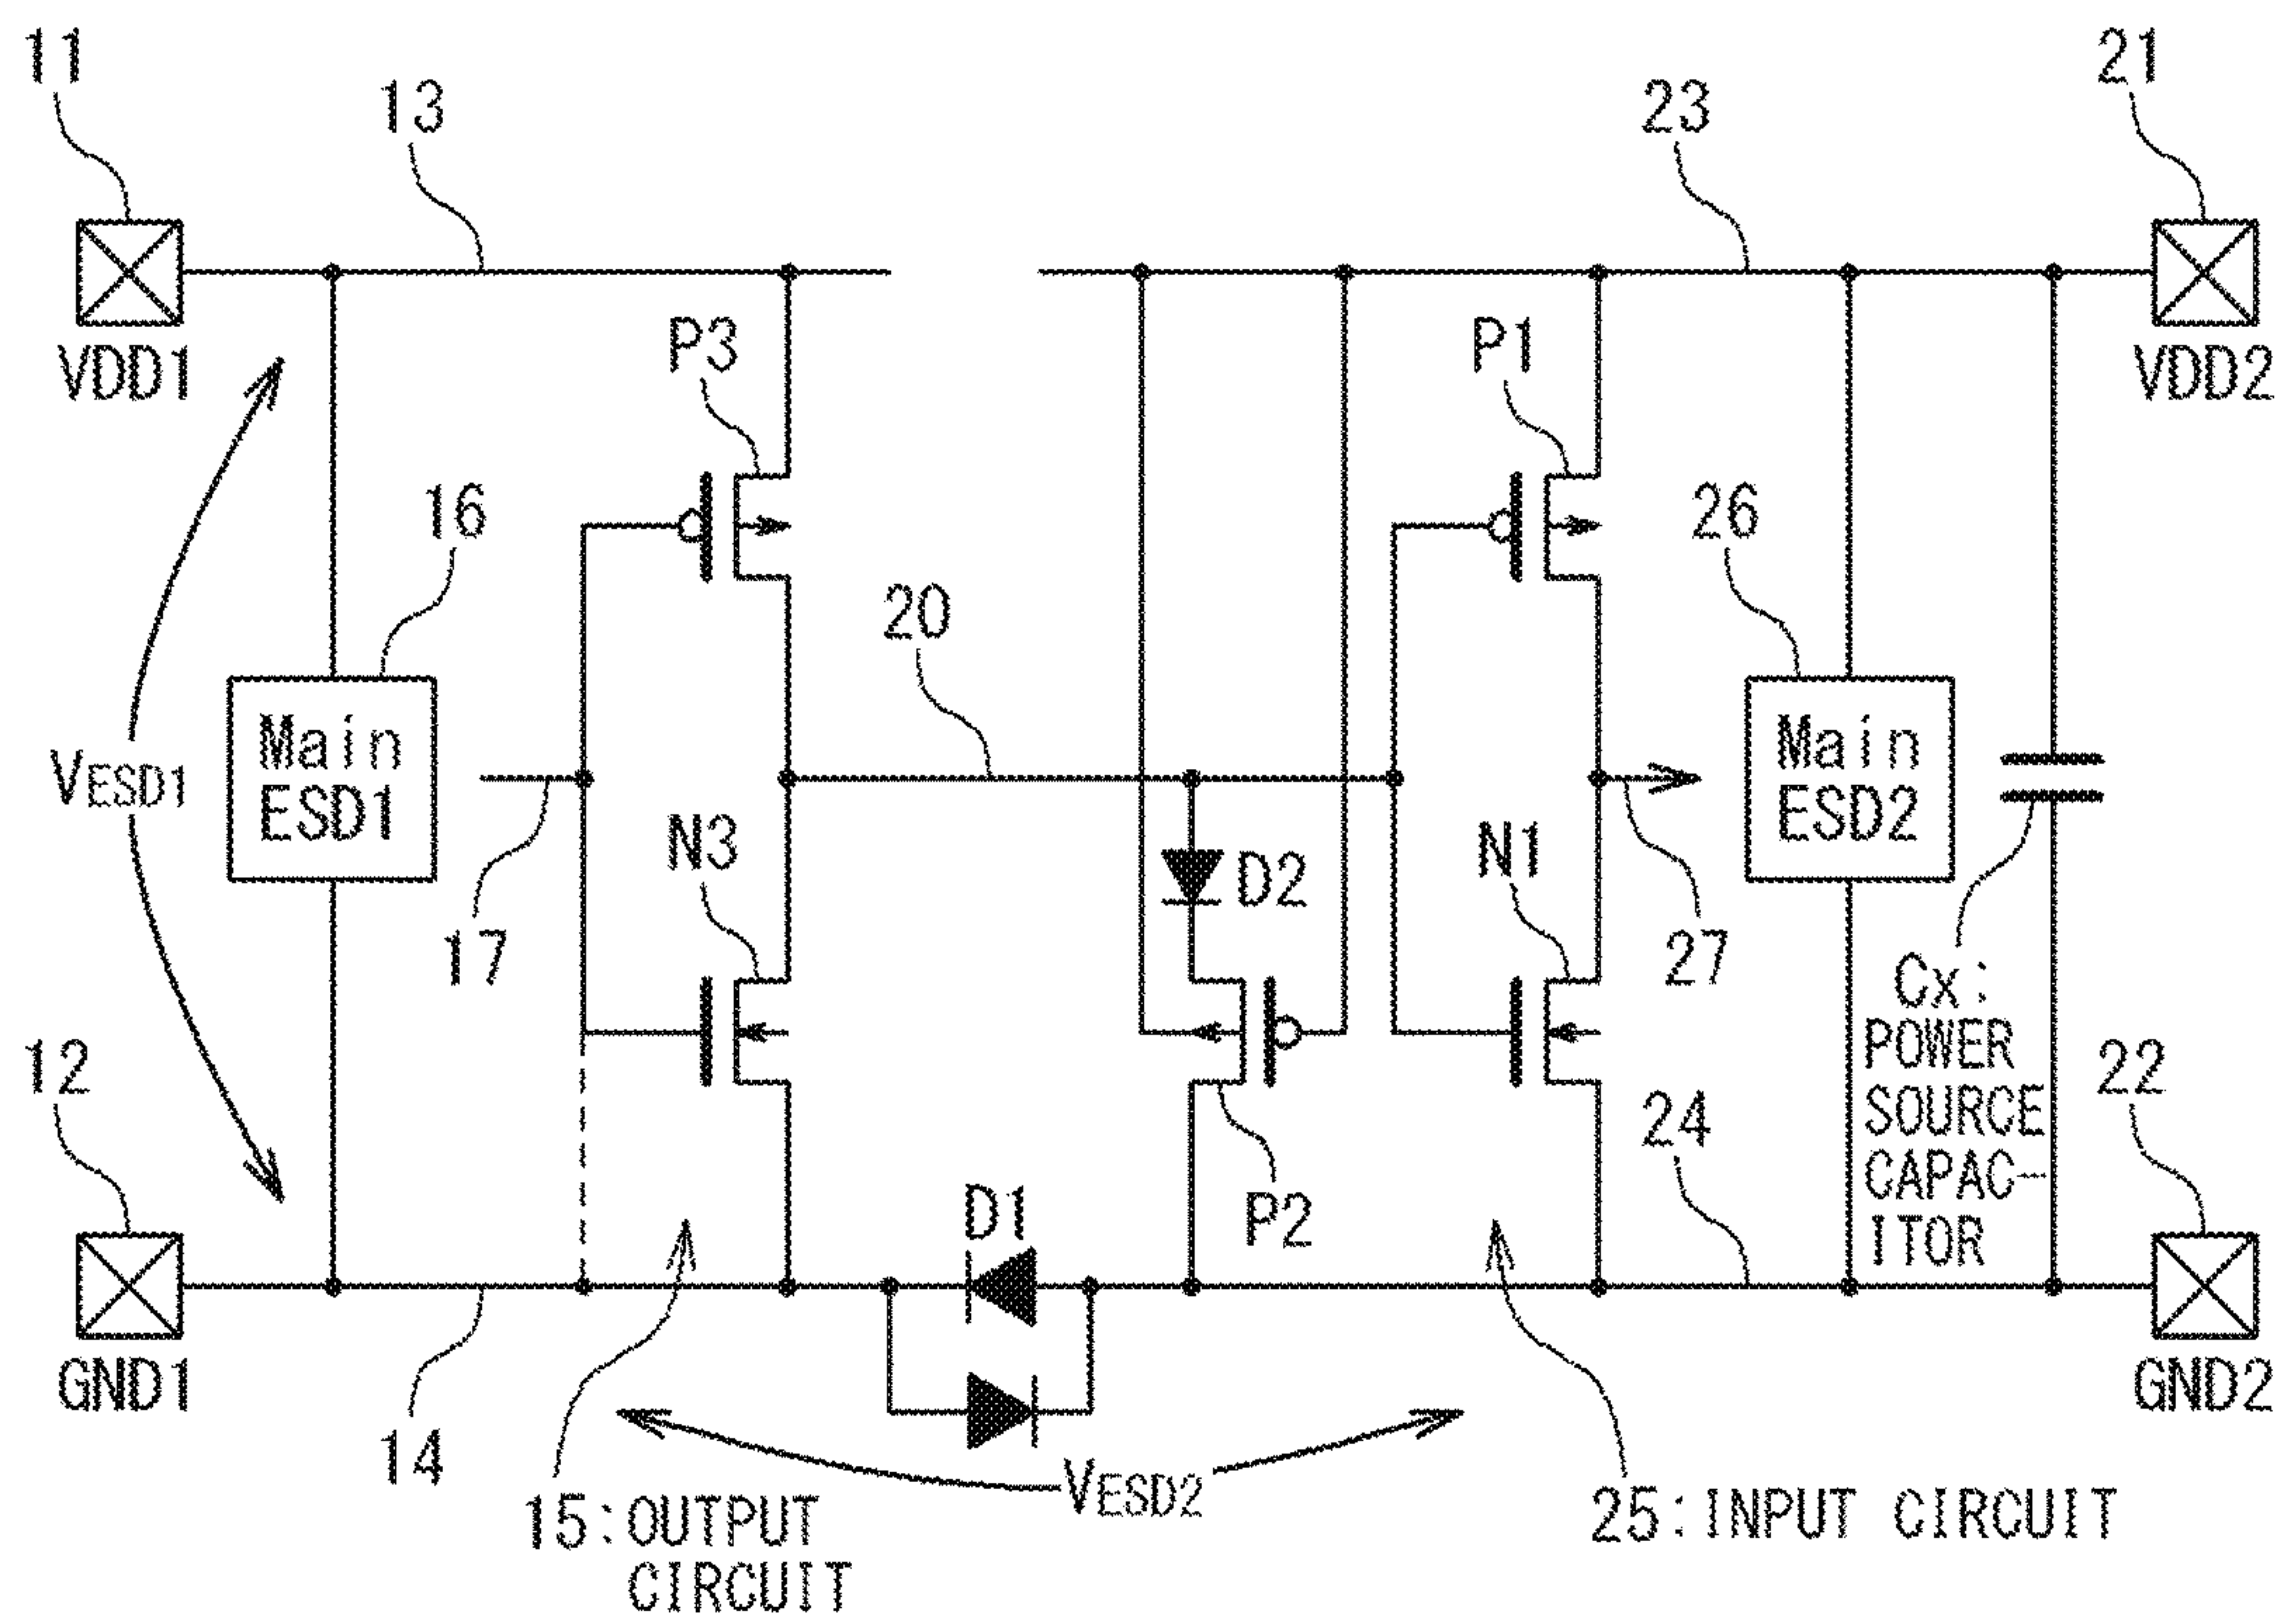 11
13
23
21
VDD1
P3
P1
VDD2
16
26
20
VESD1
Main
ESD1
N3
17
D2
N1
Main
ESD2
27
Cx:
POWER
SOURCE
CAPAC-
ITOR
12
24
22
D1
P2
GND1
GND2
14
15:OUTPUT
CIRCUIT
VESD2
25:INPUT CIRCUIT